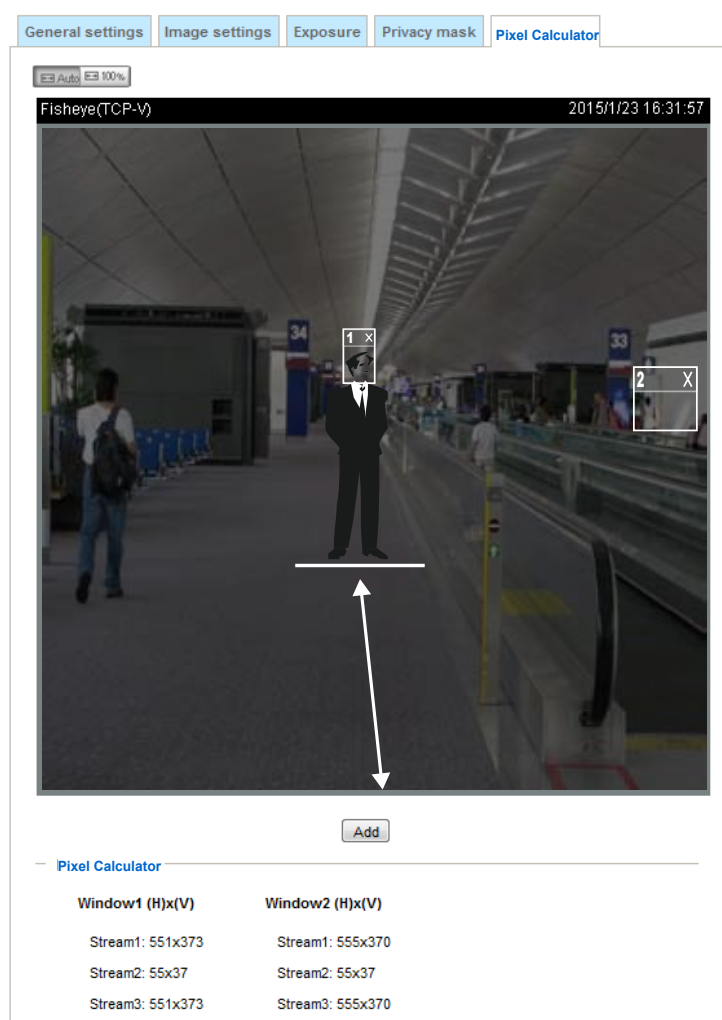 General settings Image settings Exposure Privacy mask Pixel Calculator
Auto 100%
Fisheye(TCP-V) 2015/1/23 16:31:57
34
33
1 X
2 X
Add
Pixel Calculator
Window1 (H)x(V) Window2 (H)x(V)
Stream1: 551x373 Stream1: 555x370
Stream2: 55x37 Stream2: 55x37
Stream3: 551x373 Stream3: 555x370